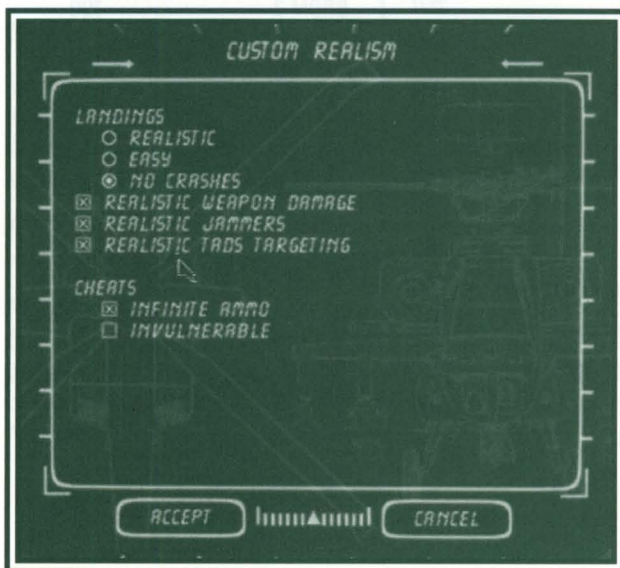 CUSTOM REALISM
LANDINGS
REALISTIC
EASY
NO CRASHES
REALISTIC WEAPON DAMAGE
REALISTIC JAMMERS
REALISTIC TADS TARGETING
CHEATS
INFINITE AMMO
INVULNERABLE
ACCEPT
CANCEL